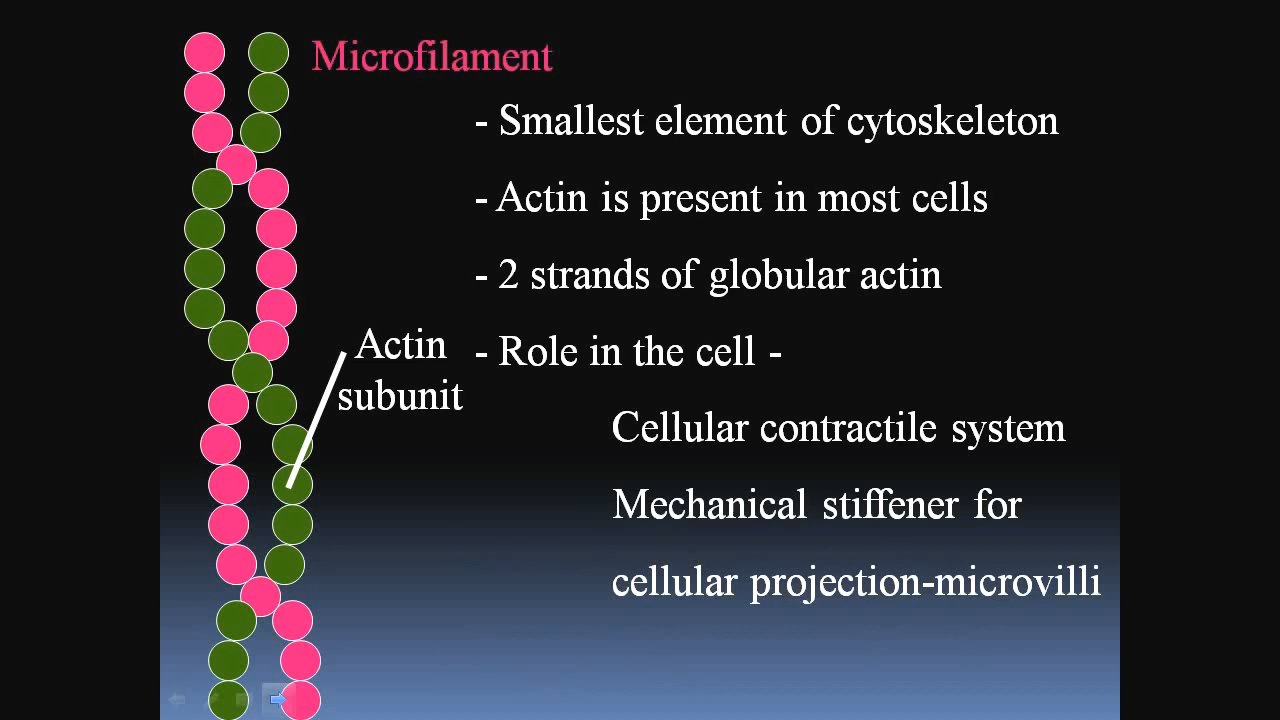 Microfilament
- Smallest element of cytoskeleton
- Actin is present in most cells
- 2 strands of globular actin
- Role in the cell -
Cellular contractile system
Mechanical stiffener for
cellular projection-microvilli
Actin
subunit